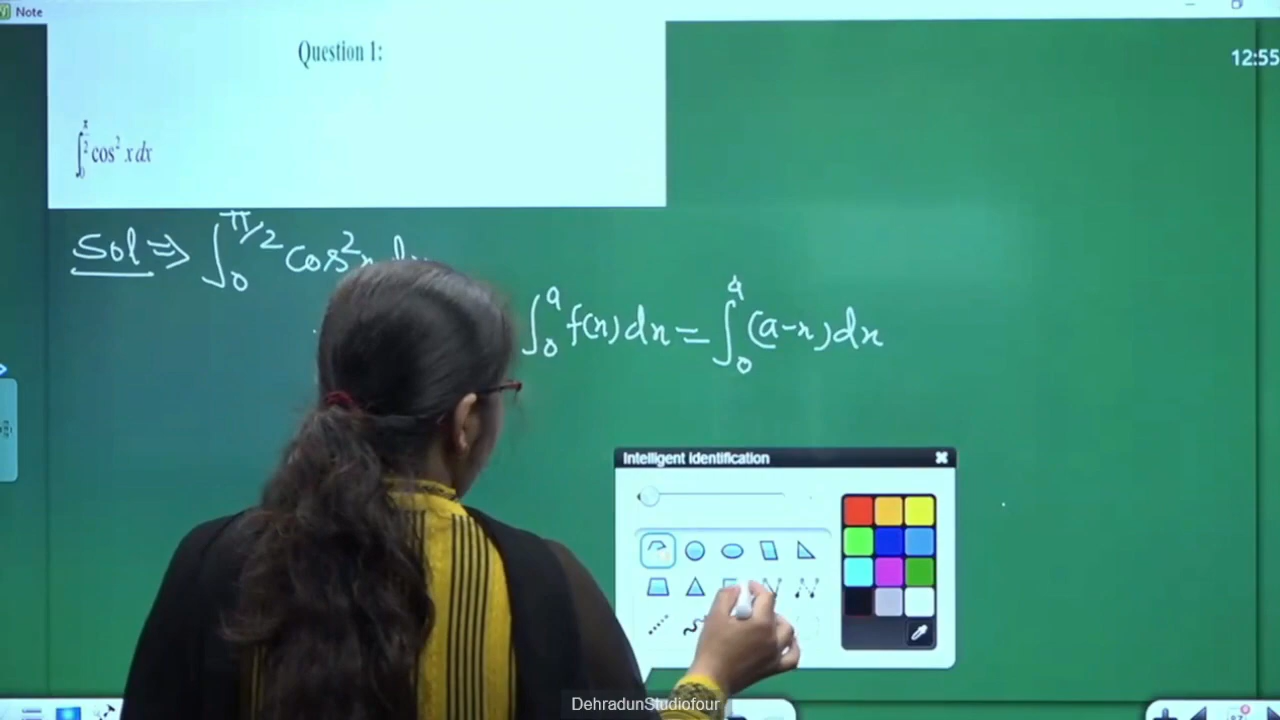 Note
Question 1:
12:55
∫₀^(π/2) cos² x dx
Sol ⇒ ∫₀^(π/2) cos²x
∫₀^a f(x) dx = ∫₀^a (a-x) dx
Intelligent Identification
DehradunStudiofour